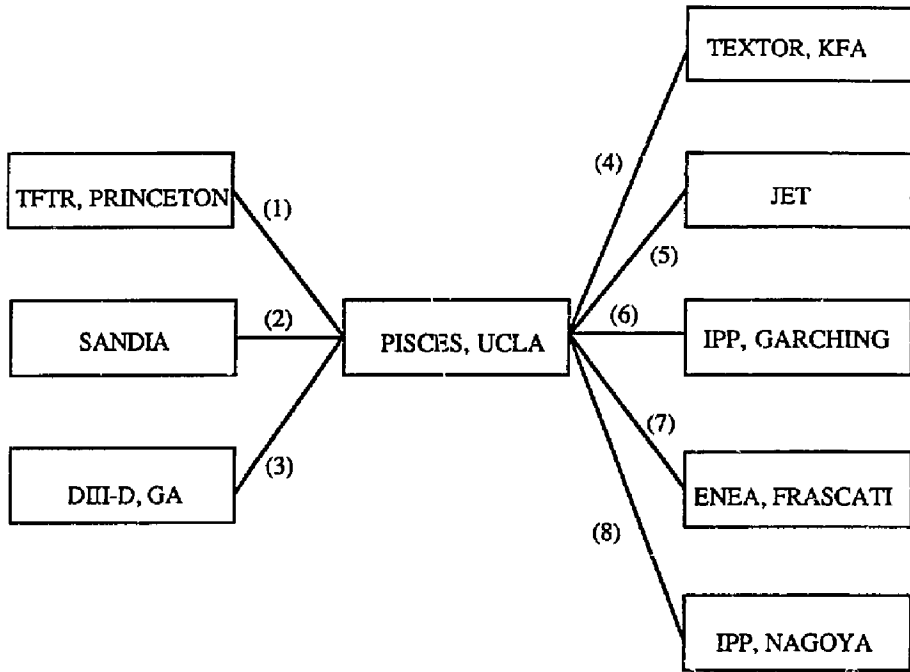 TEXTOR, KFA
(4)
TFTR, PRINCETON
(1)
JET
(5)
SANDIA
(2)
PISCES, UCLA
(6)
IPP, GARCHING
(7)
DIII-D, GA
(3)
ENEA, FRASCATI
(8)
IPP, NAGOYA